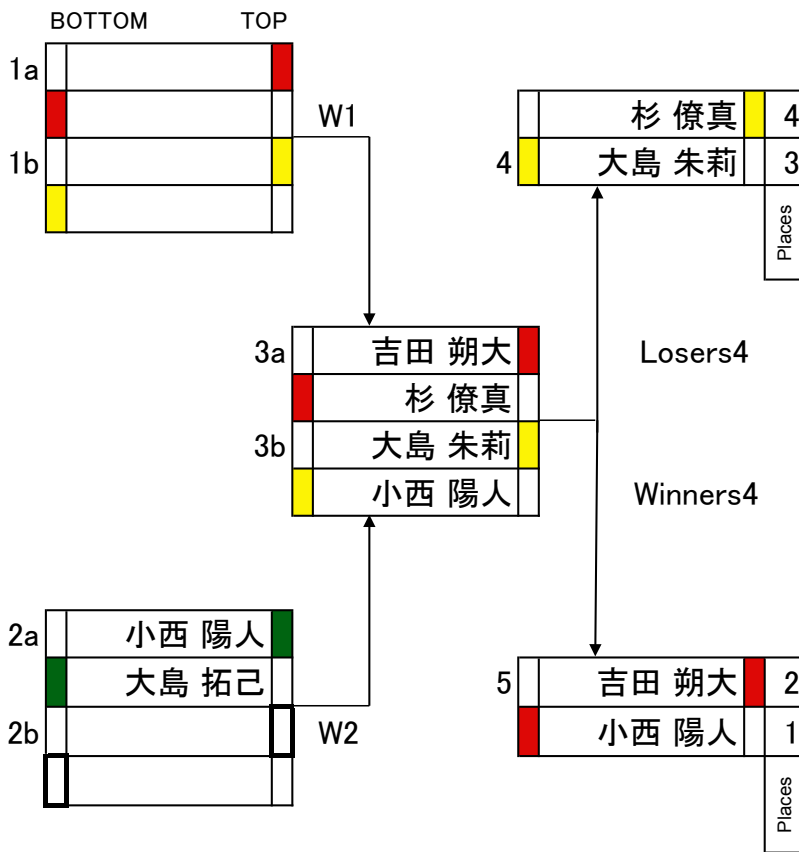 BOTTOM TOP
1a
W1
1b
杉 僚真 4
4 大島 朱莉 3
Places
3a 吉田 朔大
杉 僚真
3b 大島 朱莉
小西 陽人
Losers4
Winners4
2a 小西 陽人
大島 拓己
2b W2
5 吉田 朔大 2
小西 陽人 1
Places